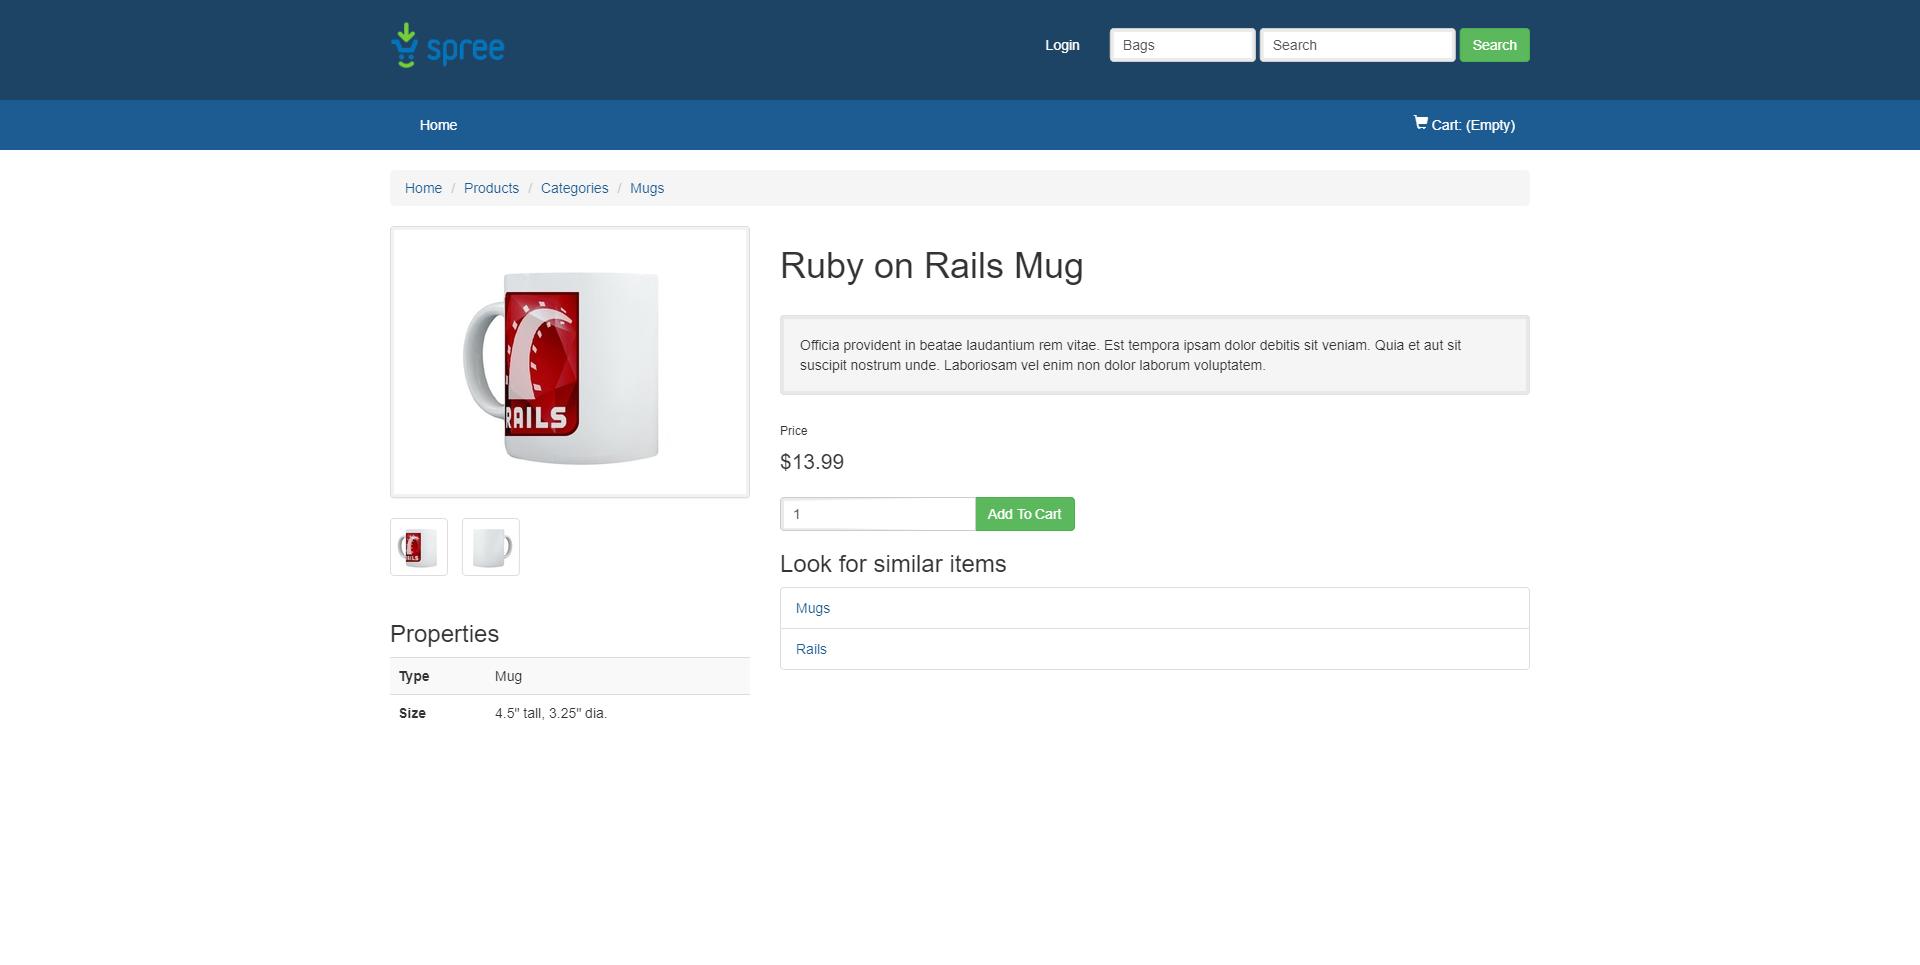 spree
Login
Bags
Search
Search
Home
Cart: (Empty)
Home / Products / Categories / Mugs
RAILS
RAILS
Ruby on Rails Mug
Officia provident in beatae laudantium rem vitae. Est tempora ipsam dolor debitis sit veniam. Quia et aut sit
suscipit nostrum unde. Laboriosam vel enim non dolor laborum voluptatem.
Price
$13.99
1
Add To Cart
Look for similar items
Mugs
Rails
Properties
Type Mug
Size 4.5" tall, 3.25" dia.